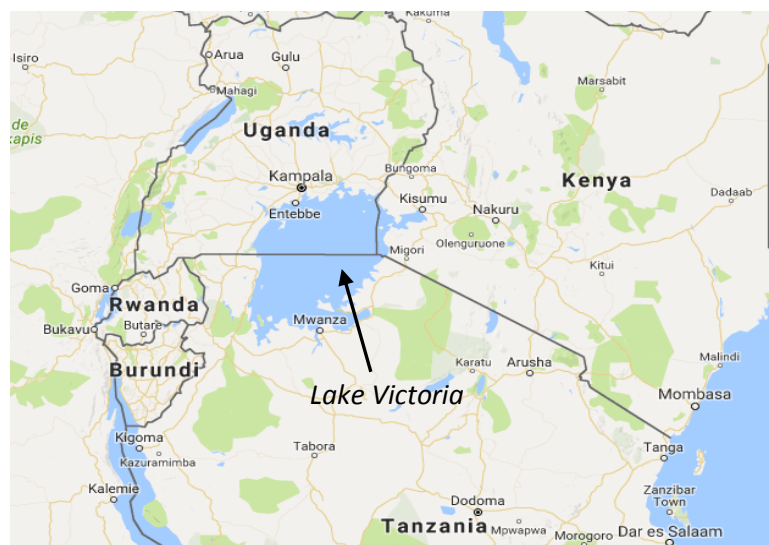 Kakuma
Isiro
Arua
Gulu
Marsabit
Mahagi
de
kapis
Uganda
Bungoma
Kampala
Kenya
Dadaab
Entebbe
Kisumu
Nakuru
Olenguruone
Migori
Kitui
Goma
Rwanda
Bukavu
Butare
Mwanza
Malindi
Burundi
Karatu
Arusha
Lake Victoria
Mombasa
Kigoma
Tabora
Tanga
Kazuramimba
Kalemie
Zanzibar
Town
Dodoma
Tanzania
Mpwapwa
Dar es Salaam
Morogoro